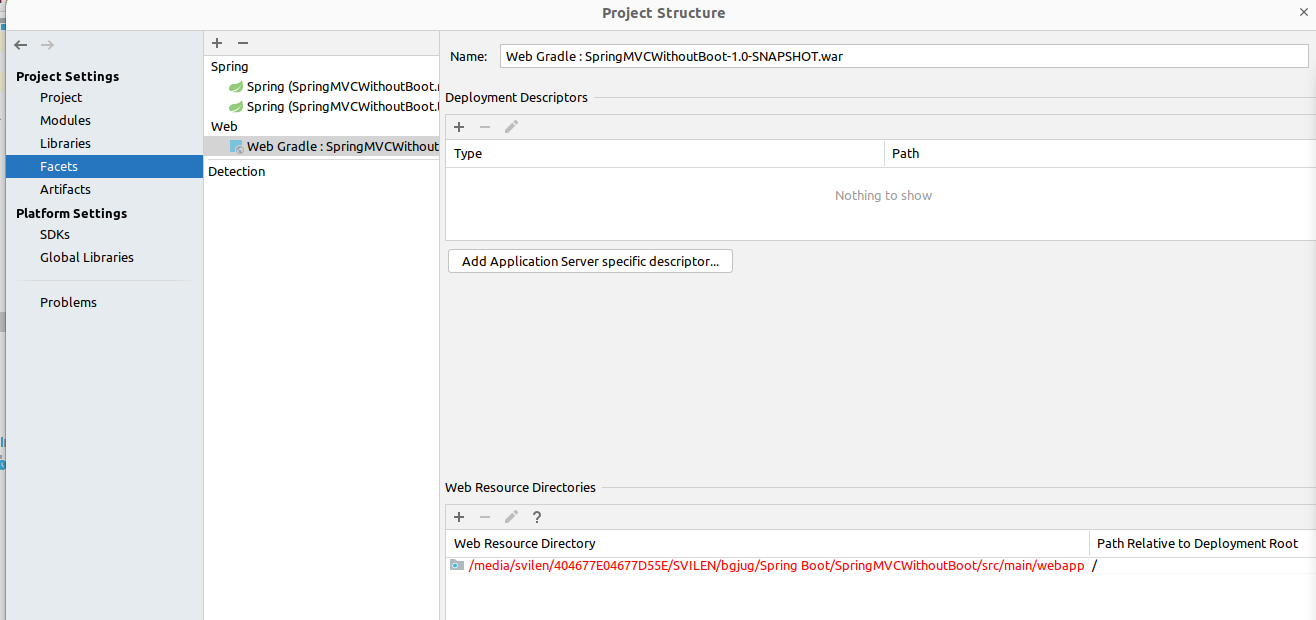 Project Structure
Project Settings
Project
Modules
Libraries
Facets
Artifacts
Platform Settings
SDKs
Global Libraries
Problems
Spring
Spring (SpringMVCWithoutBoot.
Spring (SpringMVCWithoutBoot.
Web
Web Gradle : SpringMVCWithout
Detection
Name: Web Gradle : SpringMVCWithoutBoot-1.0-SNAPSHOT.war
Deployment Descriptors
Type Path
Nothing to show
Add Application Server specific descriptor...
Web Resource Directories
?
Web Resource Directory Path Relative to Deployment Root
/media/svilen/404677E04677D55E/SVILEN/bgjug/Spring Boot/SpringMVCWithoutBoot/src/main/webapp /